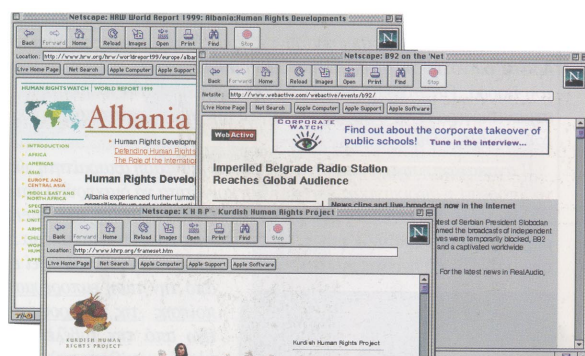 Netscape: HRW World Report 1999: Albania:Human Rights Developments
Back Forward Home Reload Images Open Print Find Stop
Location: http://www.hrw.org/hrw/worldreport99/europe/alban
Live Home Page Net Search Apple Computer Apple Support
HUMAN RIGHTS WATCH WORLD REPORT 1999
Albania
INTRODUCTION
AFRICA
AMERICAS
ASIA
EUROPE AND
CENTRAL ASIA
MIDDLE EAST AND
NORTH AFRICA
Human Rights Developm
Defending Human Rights
The Role of the Internatio
Human Rights Develo
Albania experienced further turmoi
Netscape: B92 on the 'Net
Back Forward Home Reload Images Open Print Find Stop
Netsite: http://www.webactive.com/webactive/events/b92/
Live Home Page Net Search Apple Computer Apple Support Apple Software
WebActive
CORPORATE
WATCH
Find out about the corporate takeover of
public schools! Tune in the interview...
Imperiled Belgrade Radio Station
Reaches Global Audience
News clips and live broadcast now in the Internet
test of Serbian President Slobodan
mmed the broadcasts of independent
ves were temporarily blocked, B92
and a captivated worldwide
For the latest news in RealAudio,
Netscape: K H R P - Kurdish Human Rights Project
Back Forward Home Reload Images Open Print Find Stop
Location: http://www.khrp.org/frameset.htm
Live Home Page Net Search Apple Computer Apple Support Apple Software
KURDISH HUMAN
RIGHTS PROJECT
Kurdish Human Rights Project